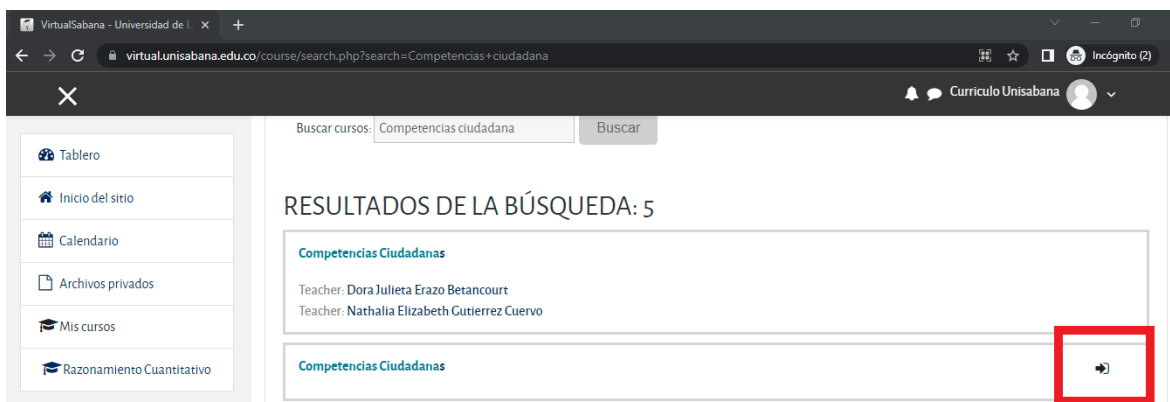 VirtualSabana - Universidad de L
virtual.unisabana.edu.co/course/search.php?search=Competencias+ciudadana
Incógnito (2)
Curriculo Unisabana
Buscar cursos: Competencias ciudadana Buscar
Tablero
Inicio del sitio
Calendario
Archivos privados
Mis cursos
Razonamiento Cuantitativo
RESULTADOS DE LA BÚSQUEDA: 5
Competencias Ciudadanas
Teacher: Dora Julieta Erazo Betancourt
Teacher: Nathalia Elizabeth Gutierrez Cuervo
Competencias Ciudadanas